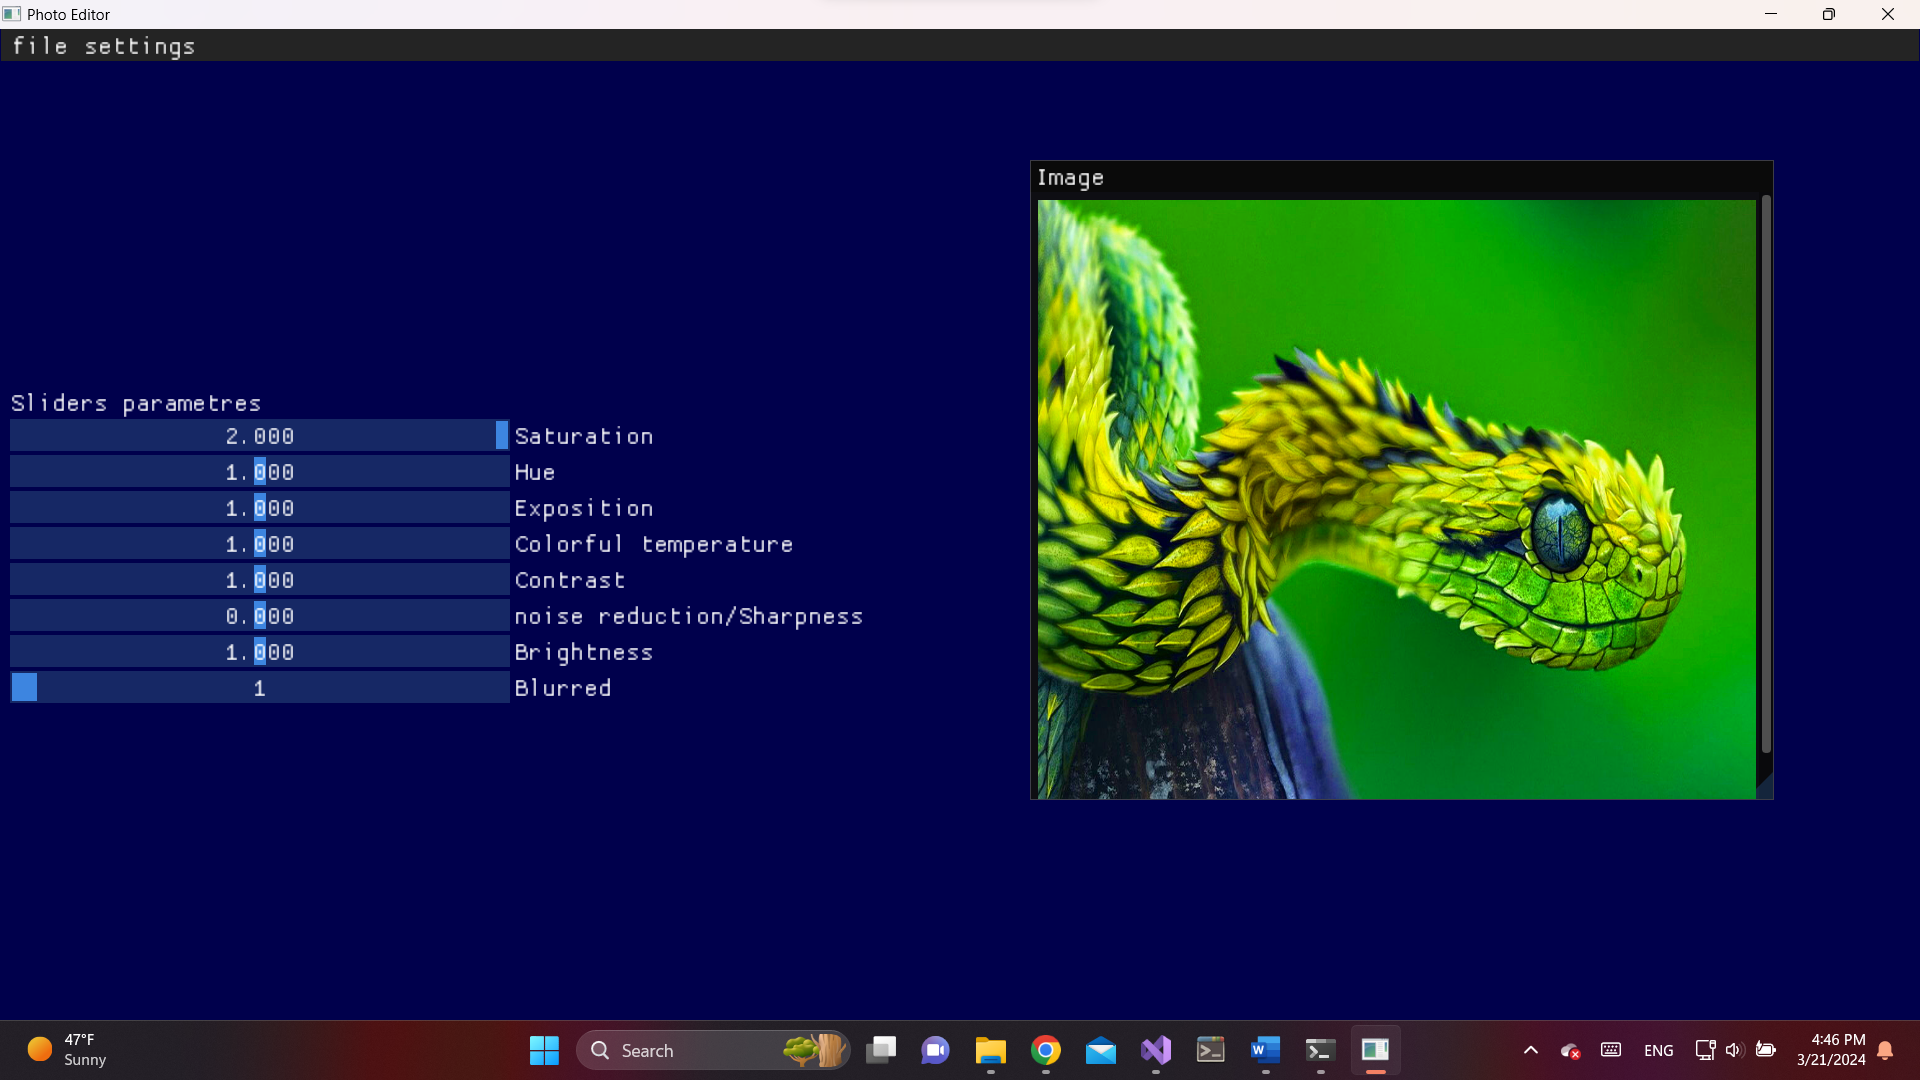 Photo Editor
file settings
Image
Sliders parametres
2.000 Saturation
1.000 Hue
1.000 Exposition
1.000 Colorful temperature
1.000 Contrast
0.000 noise reduction/Sharpness
1.000 Brightness
1 Blurred
47°F
Sunny
Search
ENG
4:46 PM
3/21/2024